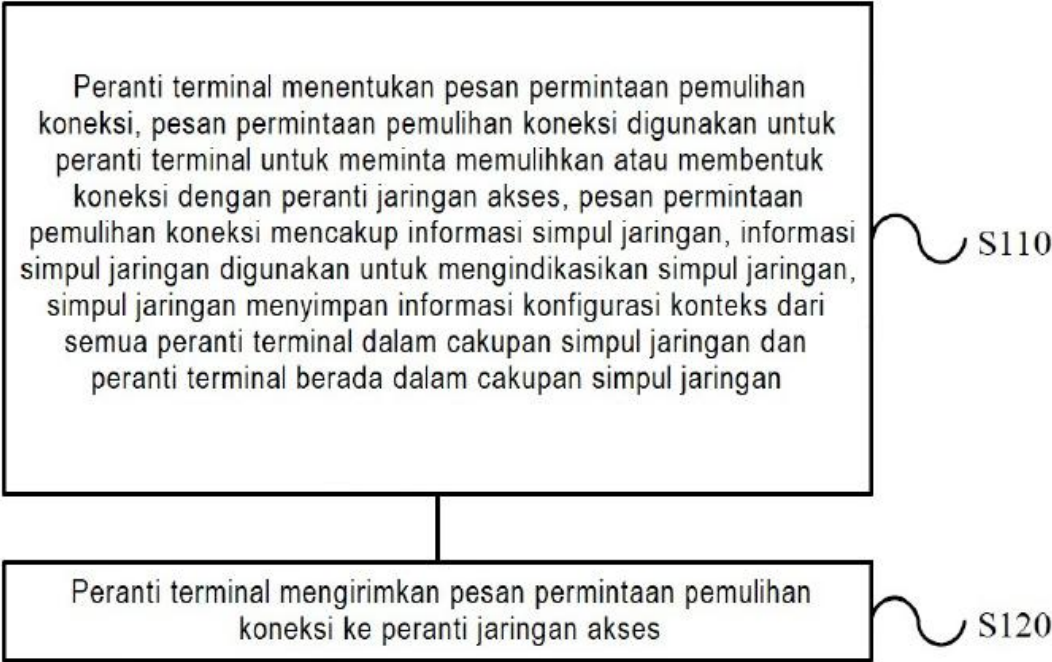 Peranti terminal menentukan pesan permintaan pemulihan
koneksi, pesan permintaan pemulihan koneksi digunakan untuk
peranti terminal untuk meminta memulihkan atau membentuk
koneksi dengan peranti jaringan akses, pesan permintaan
pemulihan koneksi mencakup informasi simpul jaringan, informasi
simpul jaringan digunakan untuk mengindikasikan simpul jaringan,
simpul jaringan menyimpan informasi konfigurasi konteks dari
semua peranti terminal dalam cakupan simpul jaringan dan
peranti terminal berada dalam cakupan simpul jaringan
S110
Peranti terminal mengirimkan pesan permintaan pemulihan
koneksi ke peranti jaringan akses
S120